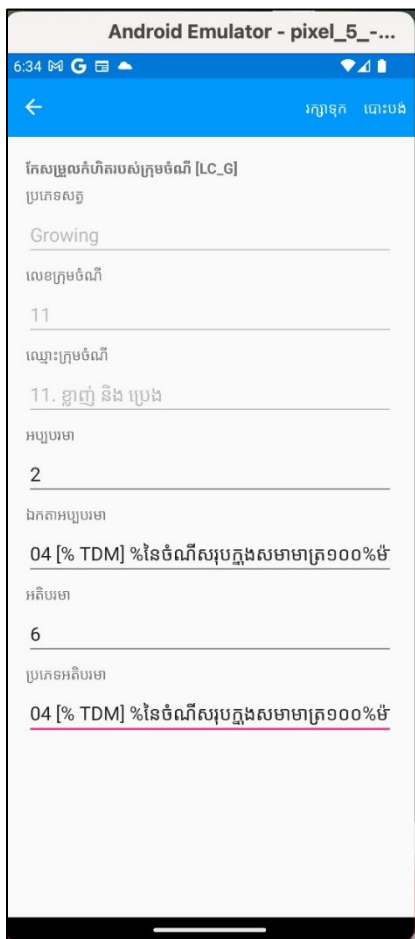 Android Emulator - pixel_5_-...
6:34
រក្សាទុក បោះបង់
កែសម្រួលកំហិតរបស់ក្រុមចំណី [LC_G]
ប្រភេទសត្វ
Growing
លេខក្រុមចំណី
11
ឈ្មោះក្រុមចំណី
11. ខ្លាញ់ និង ប្រេង
អប្បបរមា
2
ឯកតាអប្បបរមា
04 [% TDM] %នៃចំណីសរុបក្នុងសមាមាត្រ១០០%ម៉
អតិបរមា
6
ប្រភេទអតិបរមា
04 [% TDM] %នៃចំណីសរុបក្នុងសមាមាត្រ១០០%ម៉